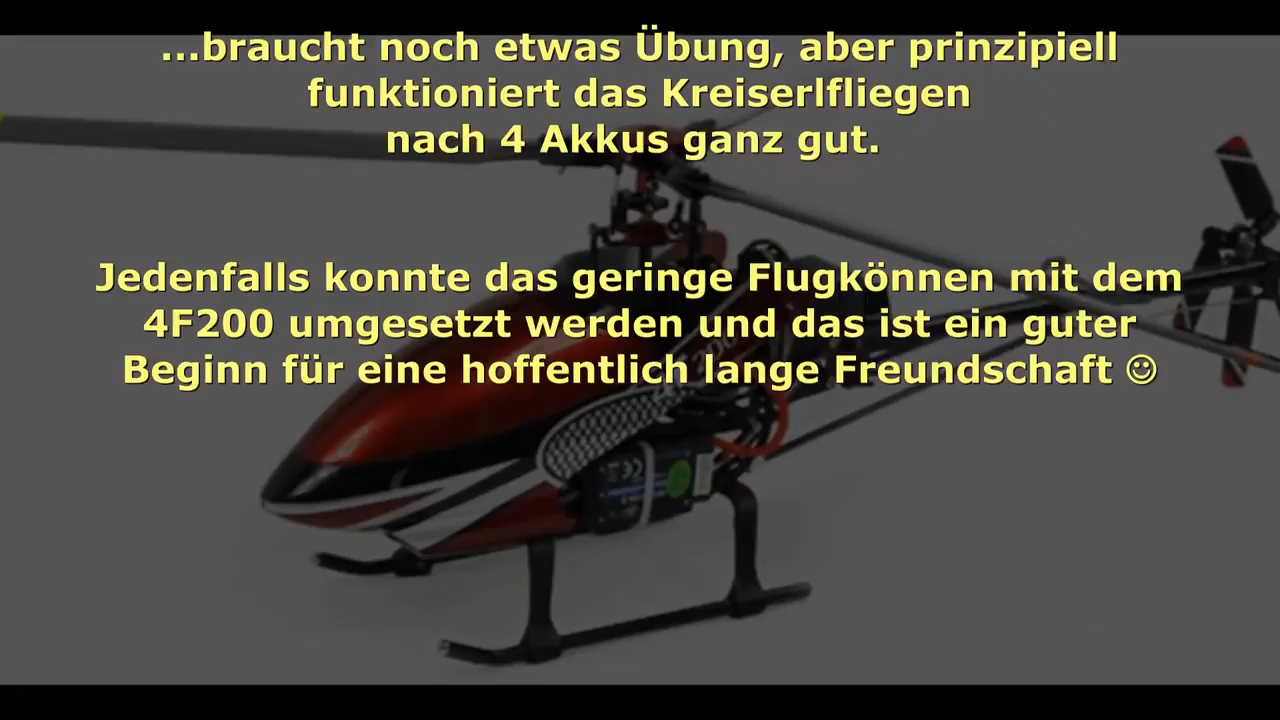 ...braucht noch etwas Übung, aber prinzipiell
funktioniert das Kreiserlfliegen
nach 4 Akkus ganz gut.
Jedenfalls konnte das geringe Flugkönnen mit dem
4F200 umgesetzt werden und das ist ein guter
Beginn für eine hoffentlich lange Freundschaft ☺